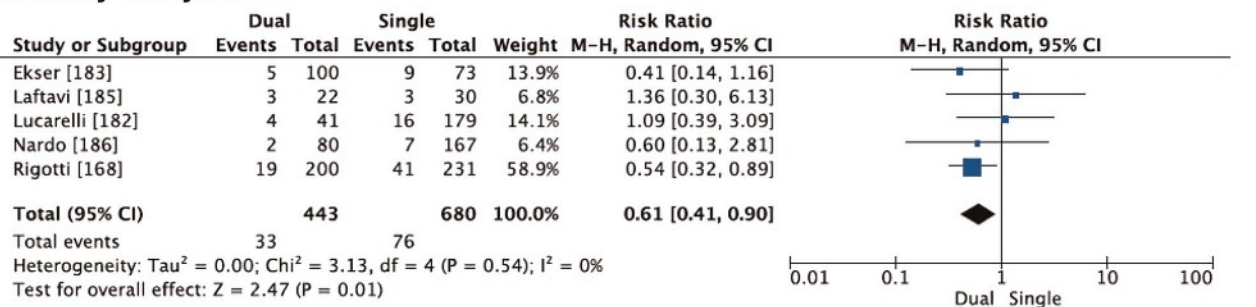 Dual Single Risk Ratio Risk Ratio
Study or Subgroup Events Total Events Total Weight M-H, Random, 95% CI M-H, Random, 95% CI
Ekser [183] 5 100 9 73 13.9% 0.41 [0.14, 1.16]
Laftavi [185] 3 22 3 30 6.8% 1.36 [0.30, 6.13]
Lucarelli [182] 4 41 16 179 14.1% 1.09 [0.39, 3.09]
Nardo [186] 2 80 7 167 6.4% 0.60 [0.13, 2.81]
Rigotti [168] 19 200 41 231 58.9% 0.54 [0.32, 0.89]
Total (95% CI) 443 680 100.0% 0.61 [0.41, 0.90]
Total events 33 76
Heterogeneity: Tau² = 0.00; Chi² = 3.13, df = 4 (P = 0.54); I² = 0%
Test for overall effect: Z = 2.47 (P = 0.01)
0.01 0.1 1 10 100
Dual Single